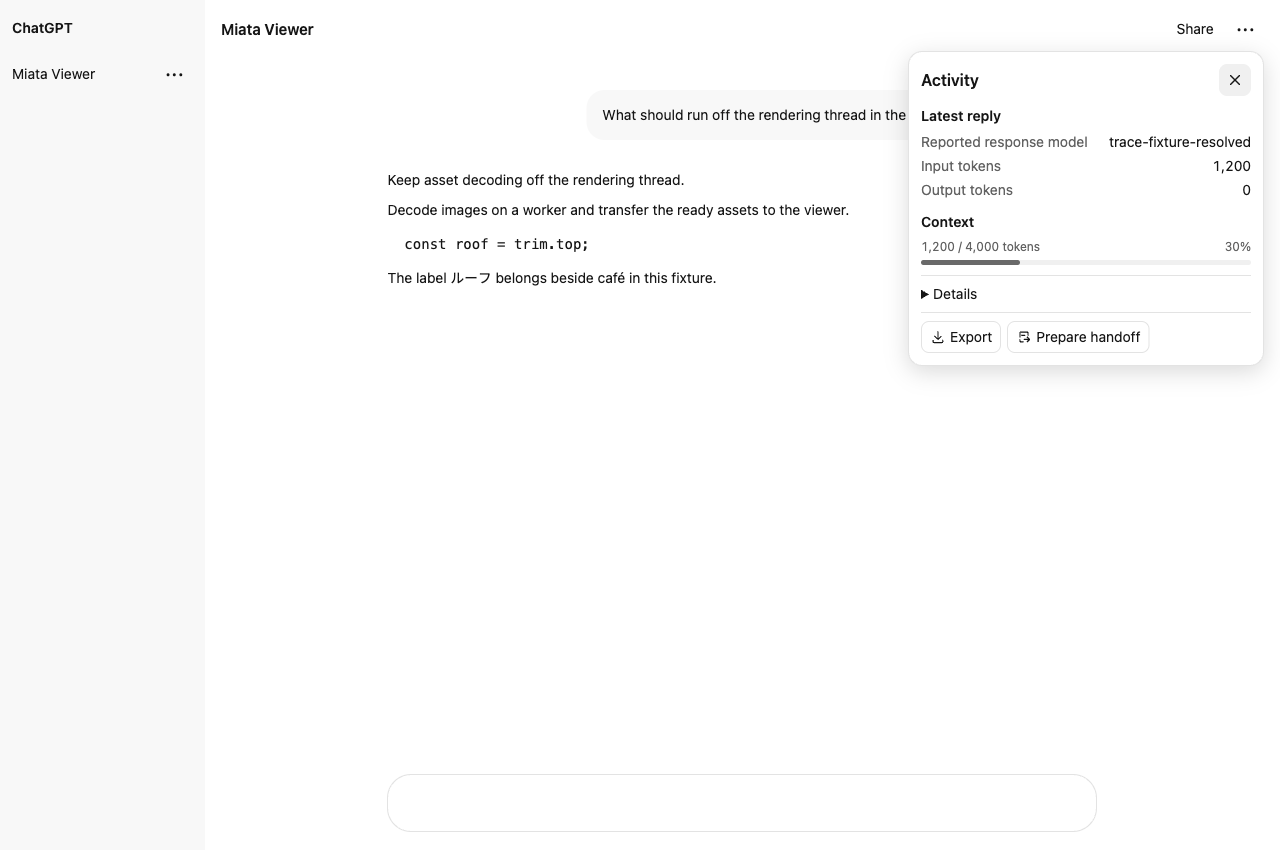 ChatGPT
Miata Viewer
Miata Viewer
Share
What should run off the rendering thread in the
Keep asset decoding off the rendering thread.
Decode images on a worker and transfer the ready assets to the viewer.
const roof = trim.top;
The label ルーフ belongs beside café in this fixture.
Activity
Latest reply
Reported response model trace-fixture-resolved
Input tokens 1,200
Output tokens 0
Context
1,200 / 4,000 tokens 30%
Details
Export Prepare handoff